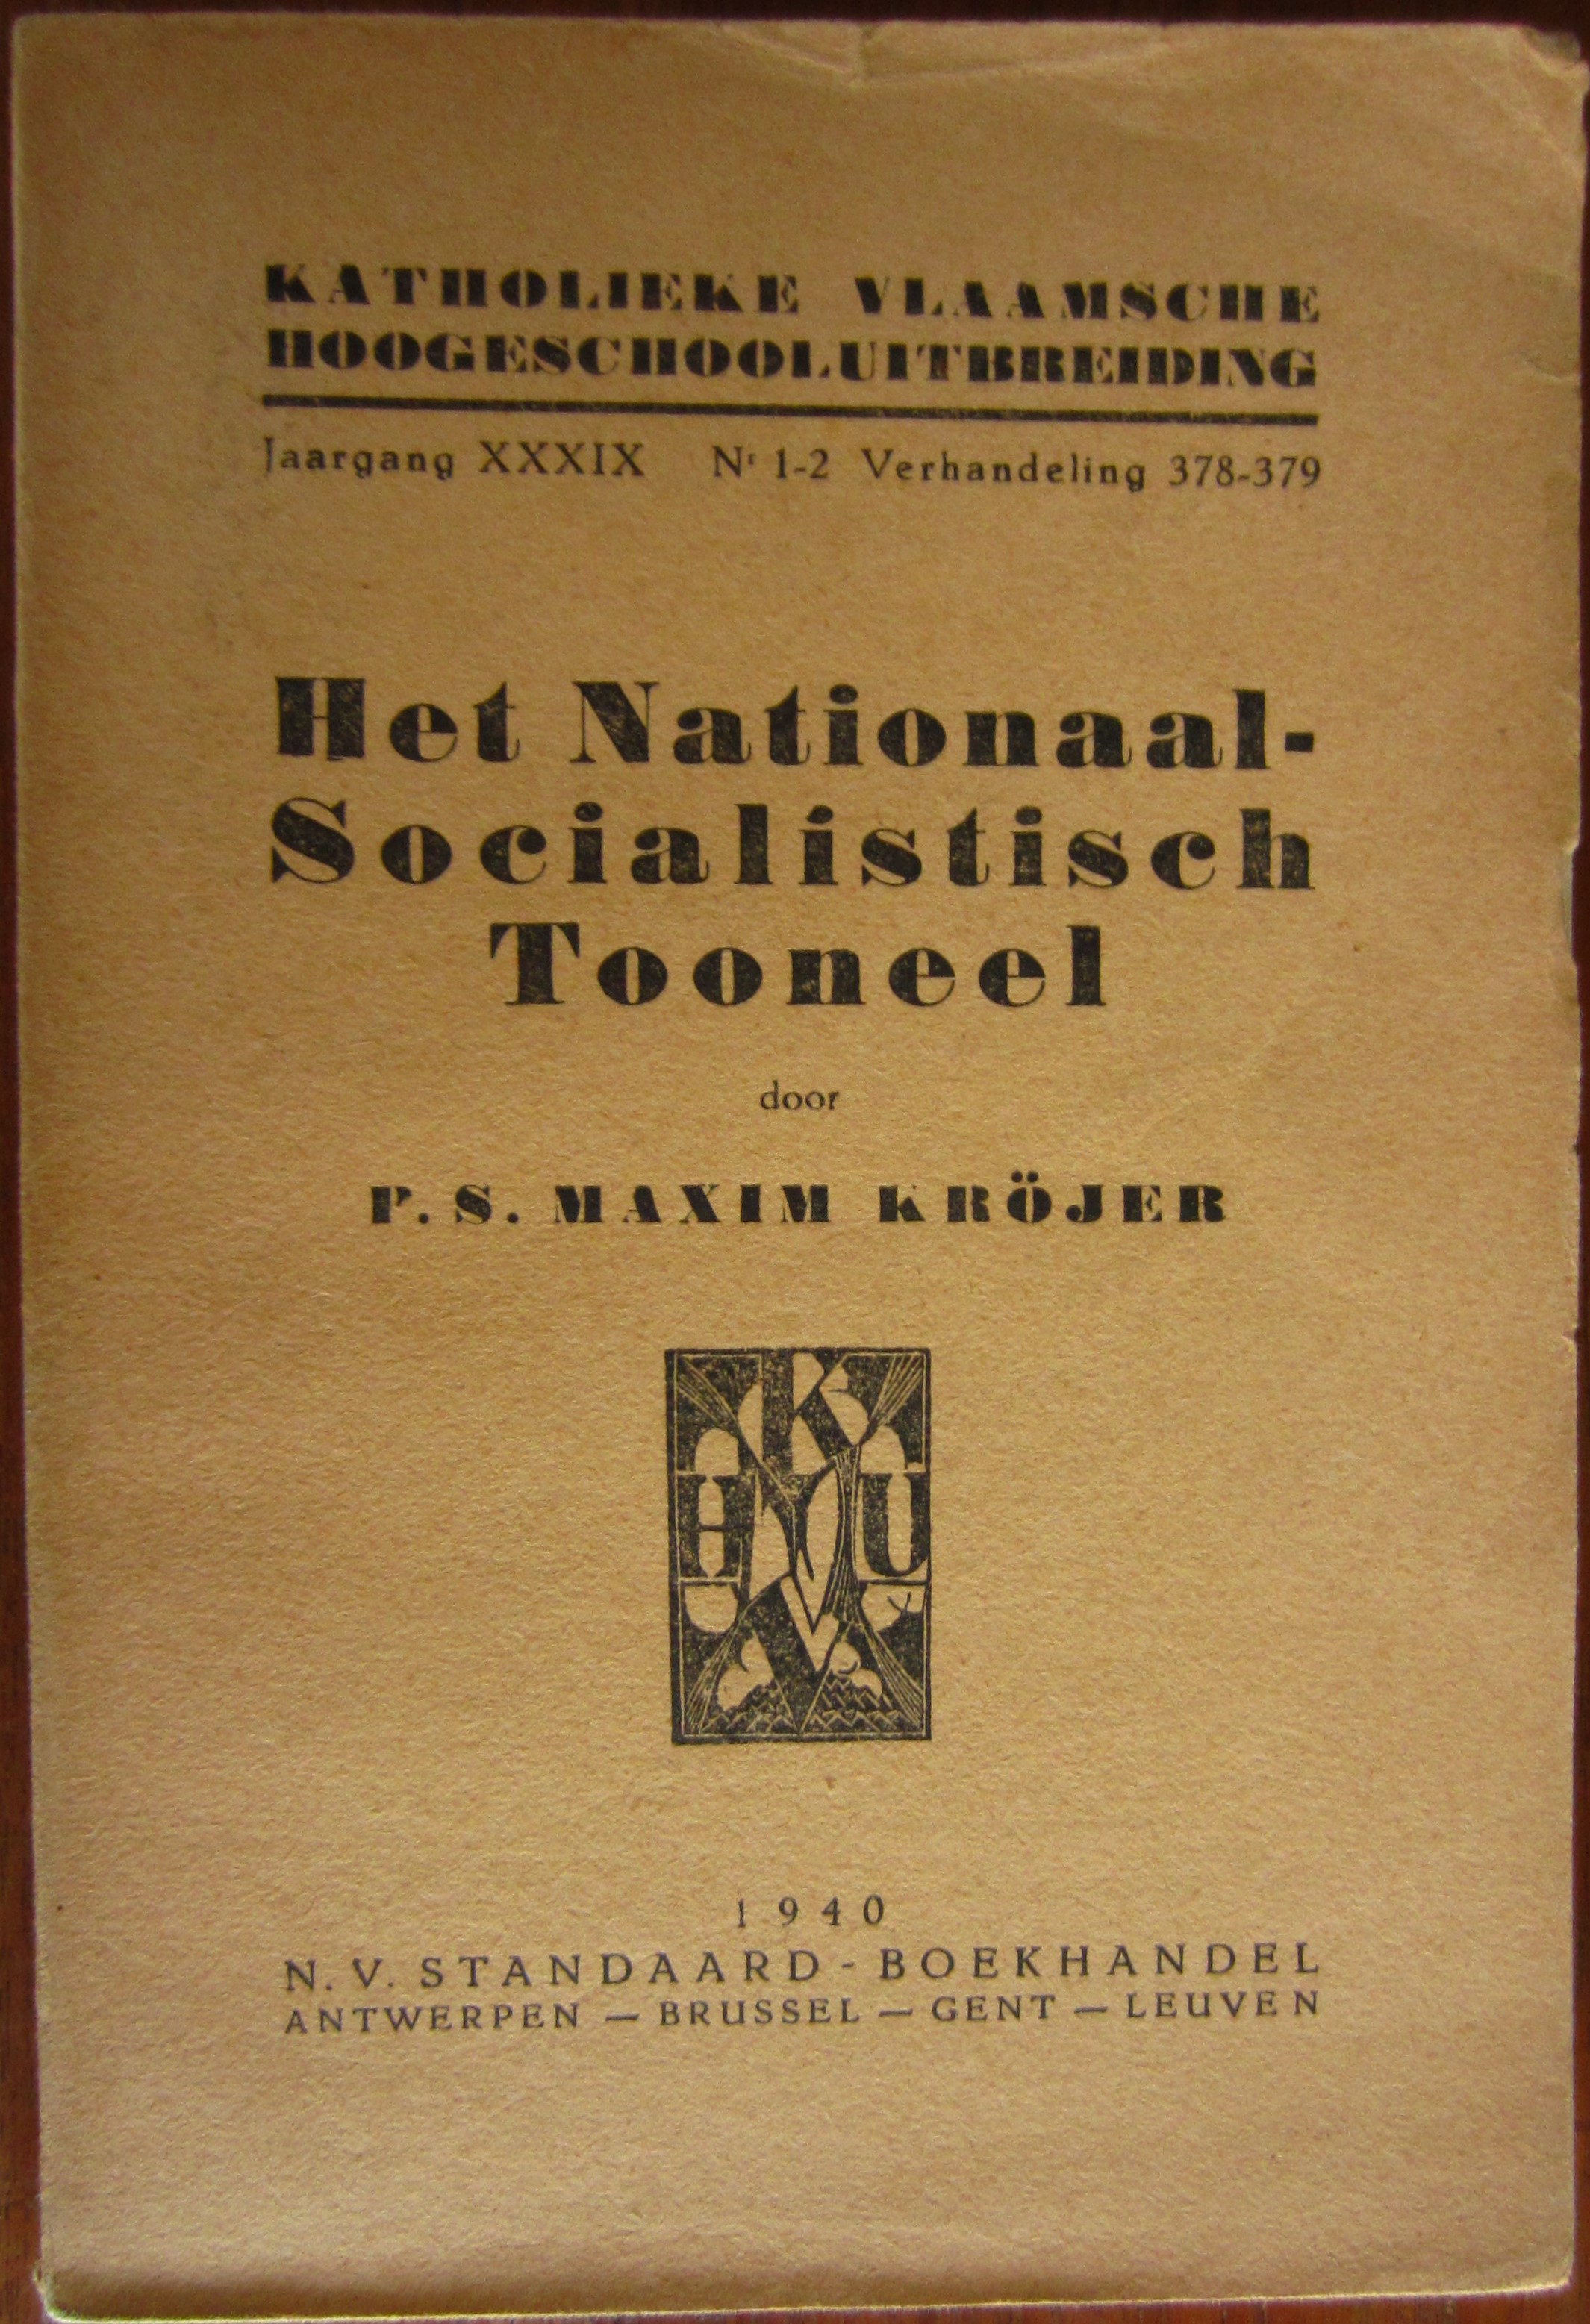 KATHOLIEKE VLAAMSCHE
HOOGESCHOOLUITBREIDING
Jaargang XXXIX Nr 1-2 Verhandeling 378-379
Het Nationaal-
Socialistisch
Tooneel
door
P. S. MAXIM KRÖJER
K
H U
V
1940
N. V. STANDAARD-BOEKHANDEL
ANTWERPEN — BRUSSEL — GENT — LEUVEN